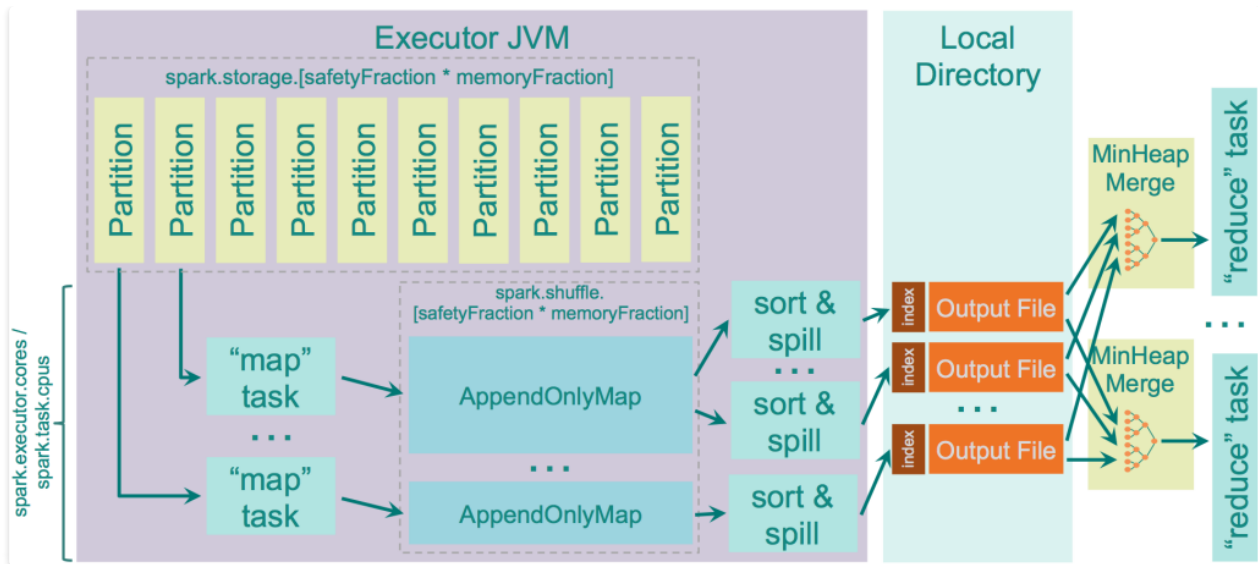 Executor JVM
Local
Directory
spark.storage.[safetyFraction * memoryFraction]
Partition
Partition
Partition
Partition
Partition
Partition
Partition
Partition
Partition
Partition
spark.executor.cores /
spark.task.cpus
"map"
task
...
"map"
task
spark.shuffle.
[safetyFraction * memoryFraction]
AppendOnlyMap
...
AppendOnlyMap
sort &
spill
...
sort &
spill
sort &
spill
index
Output File
index
Output File
...
index
Output File
MinHeap
Merge
"reduce" task
...
MinHeap
Merge
"reduce" task